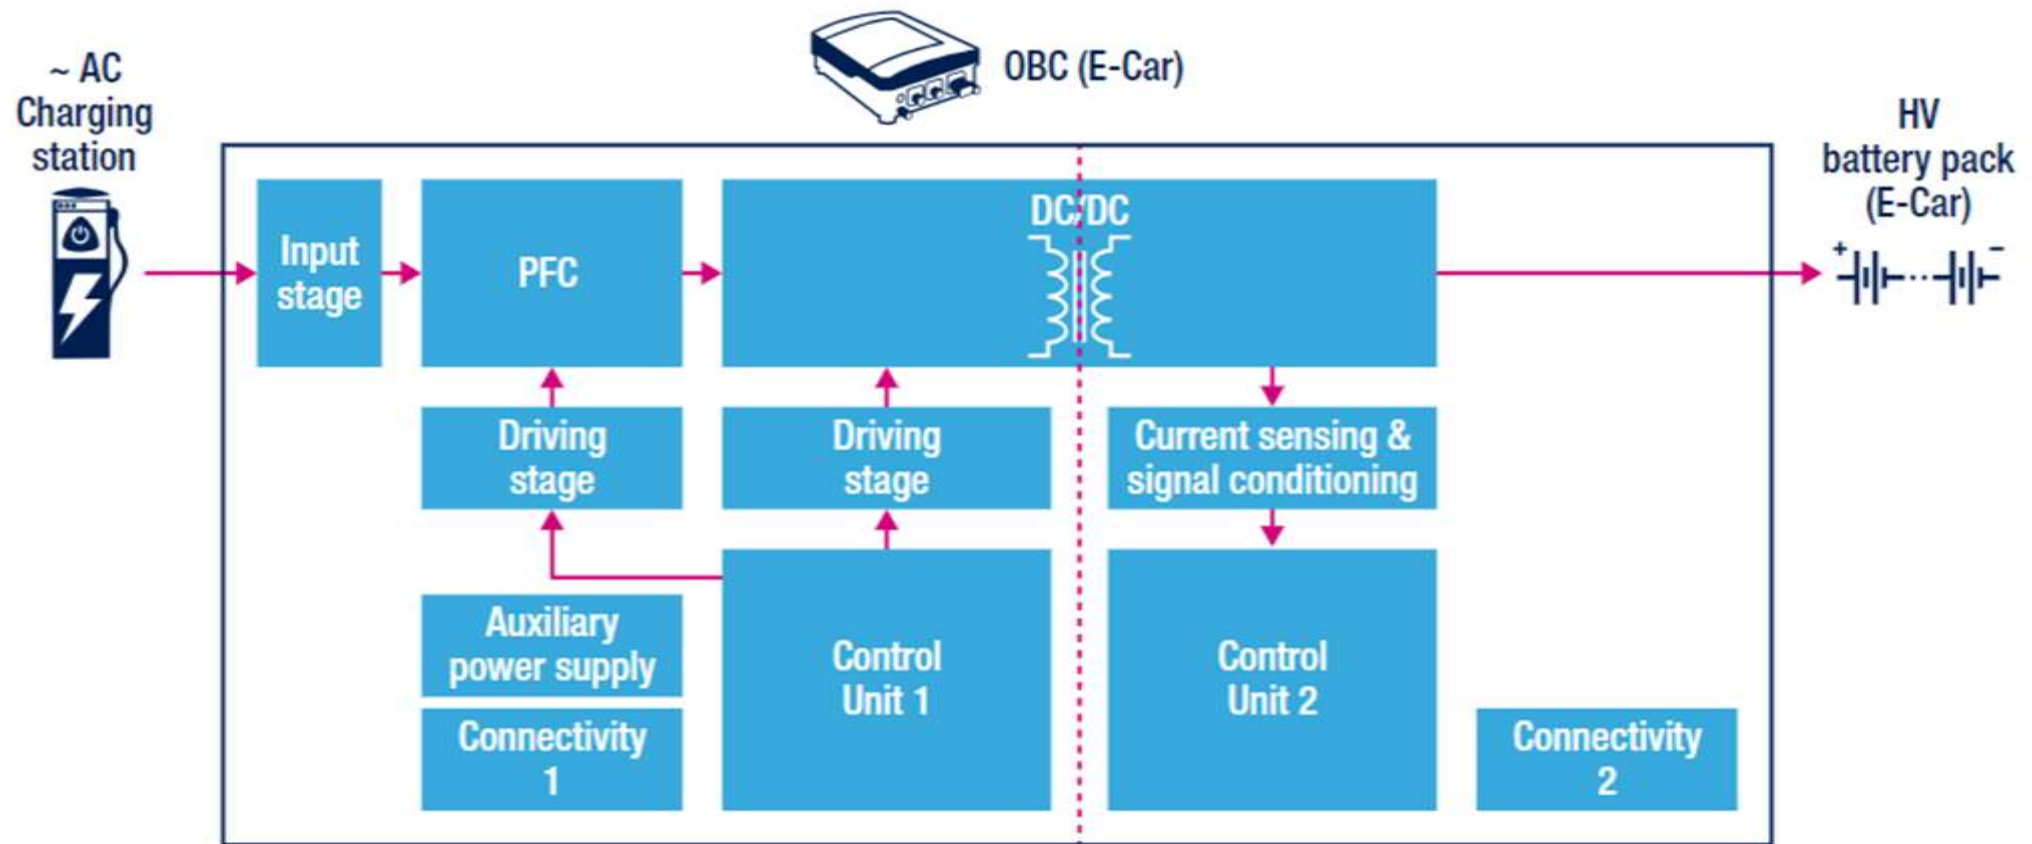 ~ AC
Charging
station
OBC (E-Car)
HV
battery pack
(E-Car)
+
−
Input
stage
PFC
DC/DC
Driving
stage
Driving
stage
Current sensing &
signal conditioning
Auxiliary
power supply
Control
Unit 1
Control
Unit 2
Connectivity
1
Connectivity
2